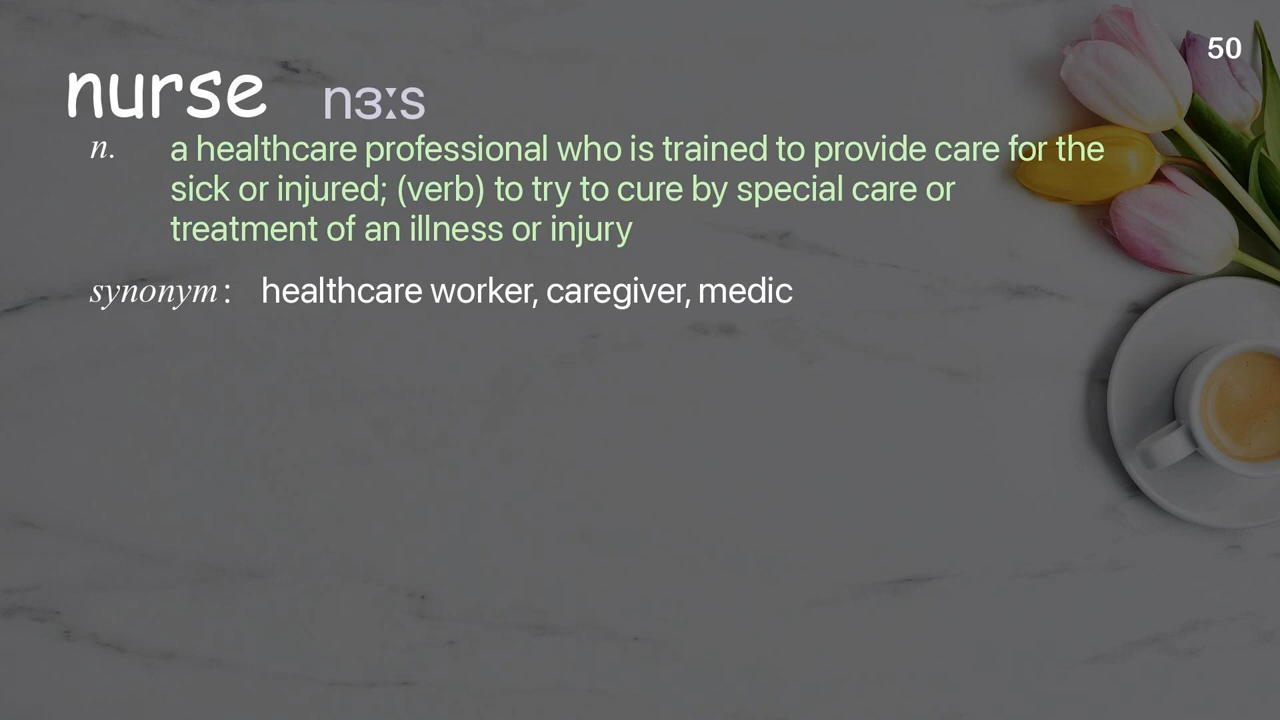 50
nurse nɜːs
n. a healthcare professional who is trained to provide care for the
sick or injured; (verb) to try to cure by special care or
treatment of an illness or injury
synonym: healthcare worker, caregiver, medic